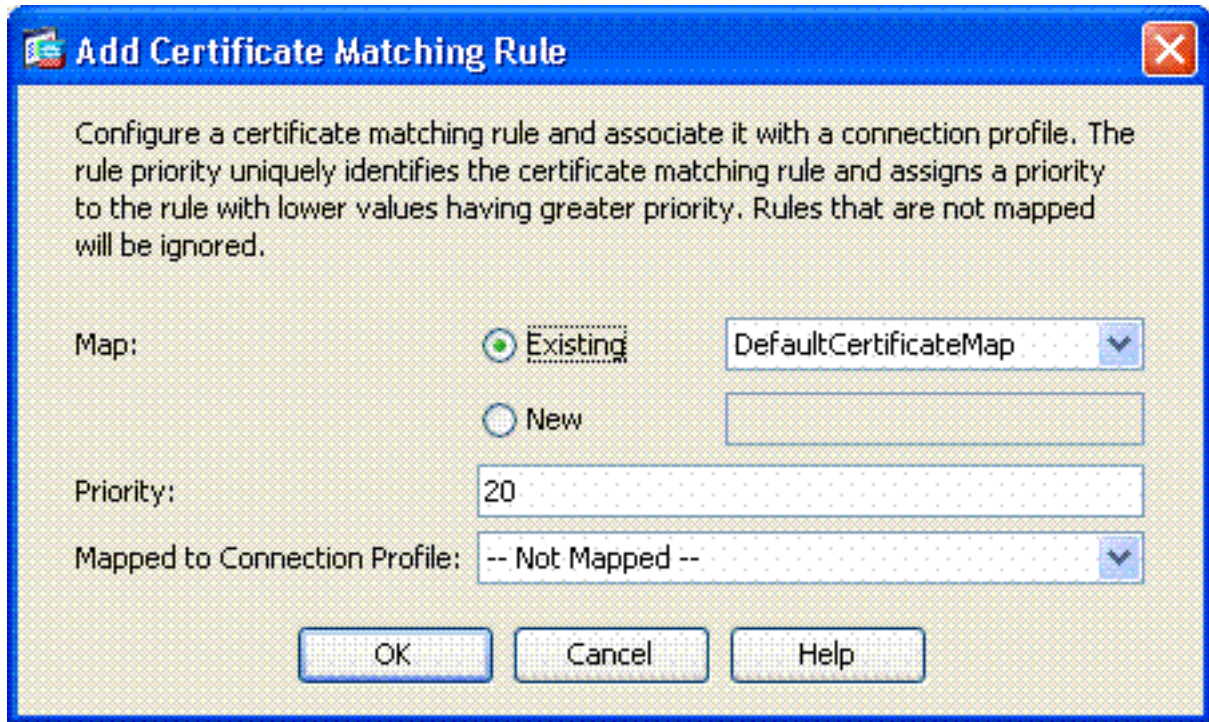 Add Certificate Matching Rule
Configure a certificate matching rule and associate it with a connection profile. The
rule priority uniquely identifies the certificate matching rule and assigns a priority
to the rule with lower values having greater priority. Rules that are not mapped
will be ignored.
Map:
Existing
DefaultCertificateMap
New
Priority:
20
Mapped to Connection Profile:
-- Not Mapped --
OK
Cancel
Help